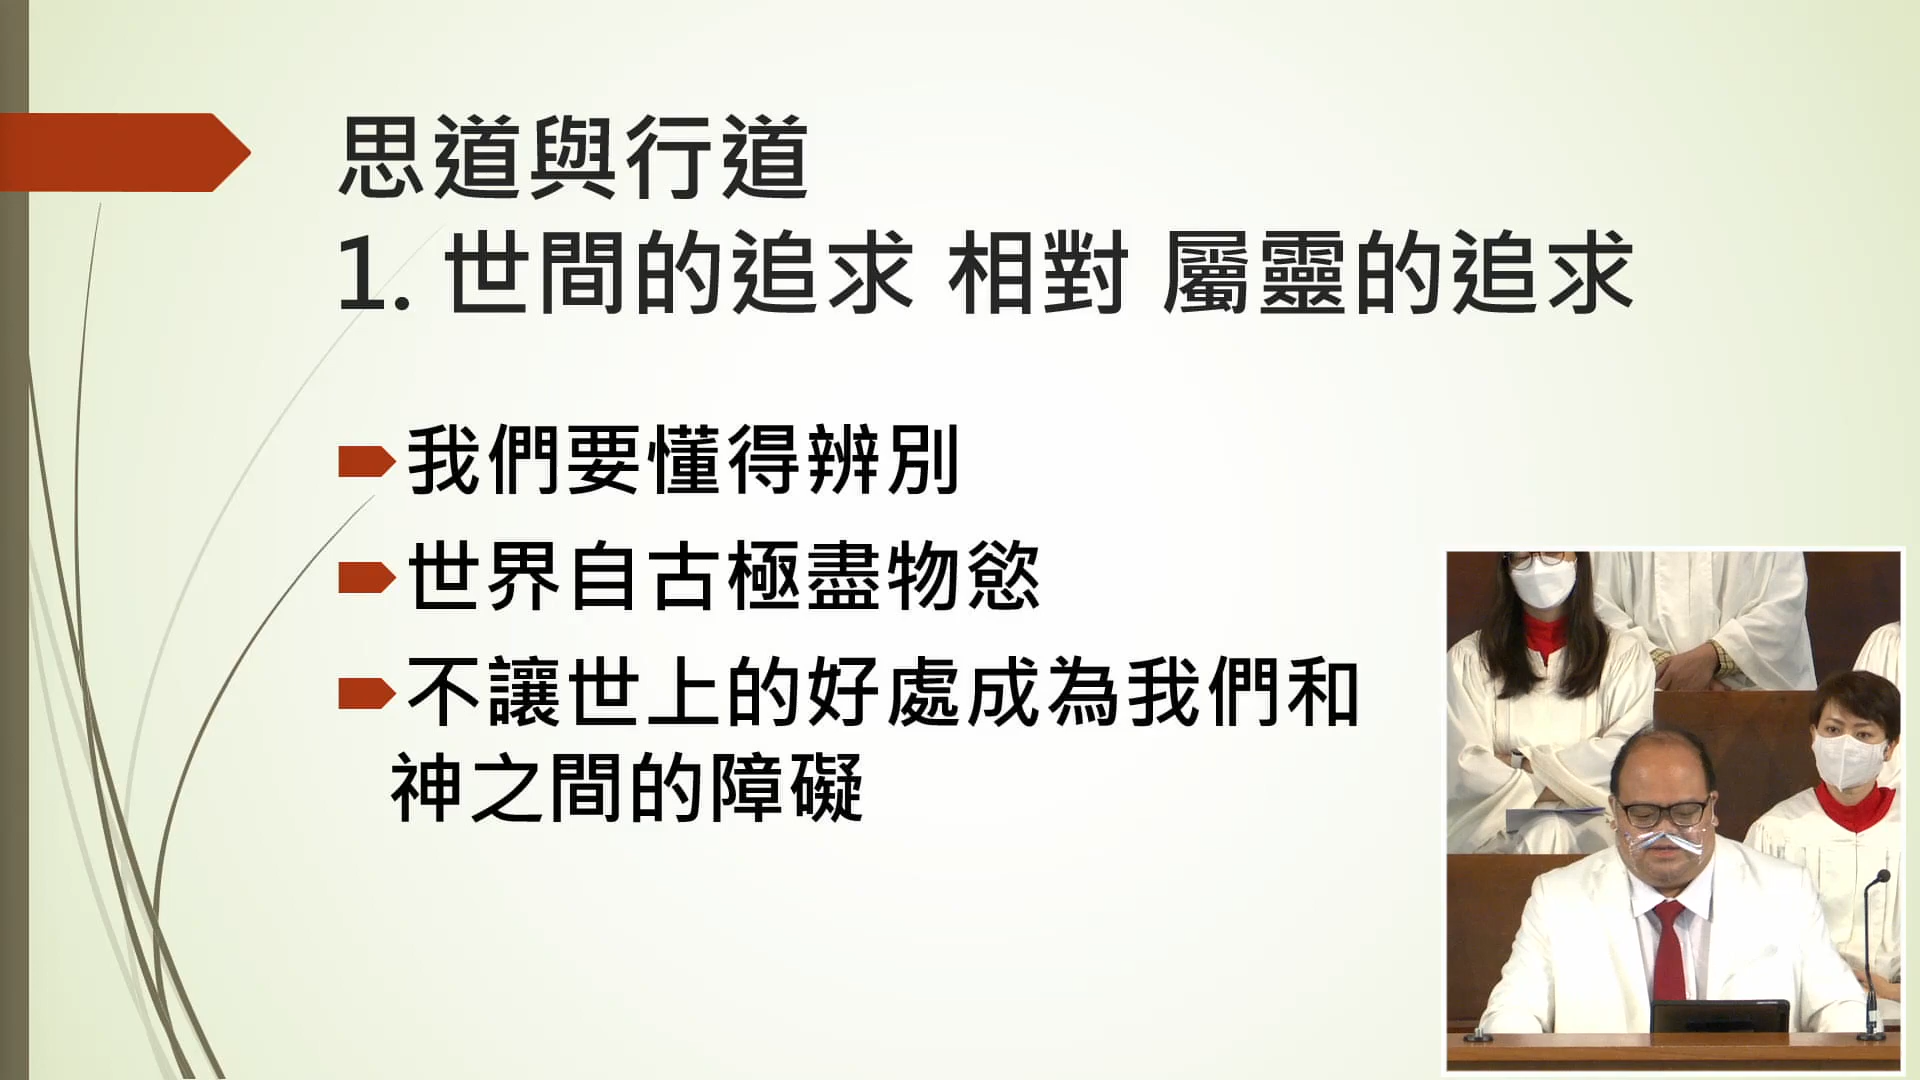 思道與行道
1. 世間的追求 相對 屬靈的追求
我們要懂得辨別
世界自古極盡物慾
不讓世上的好處成為我們和
神之間的障礙